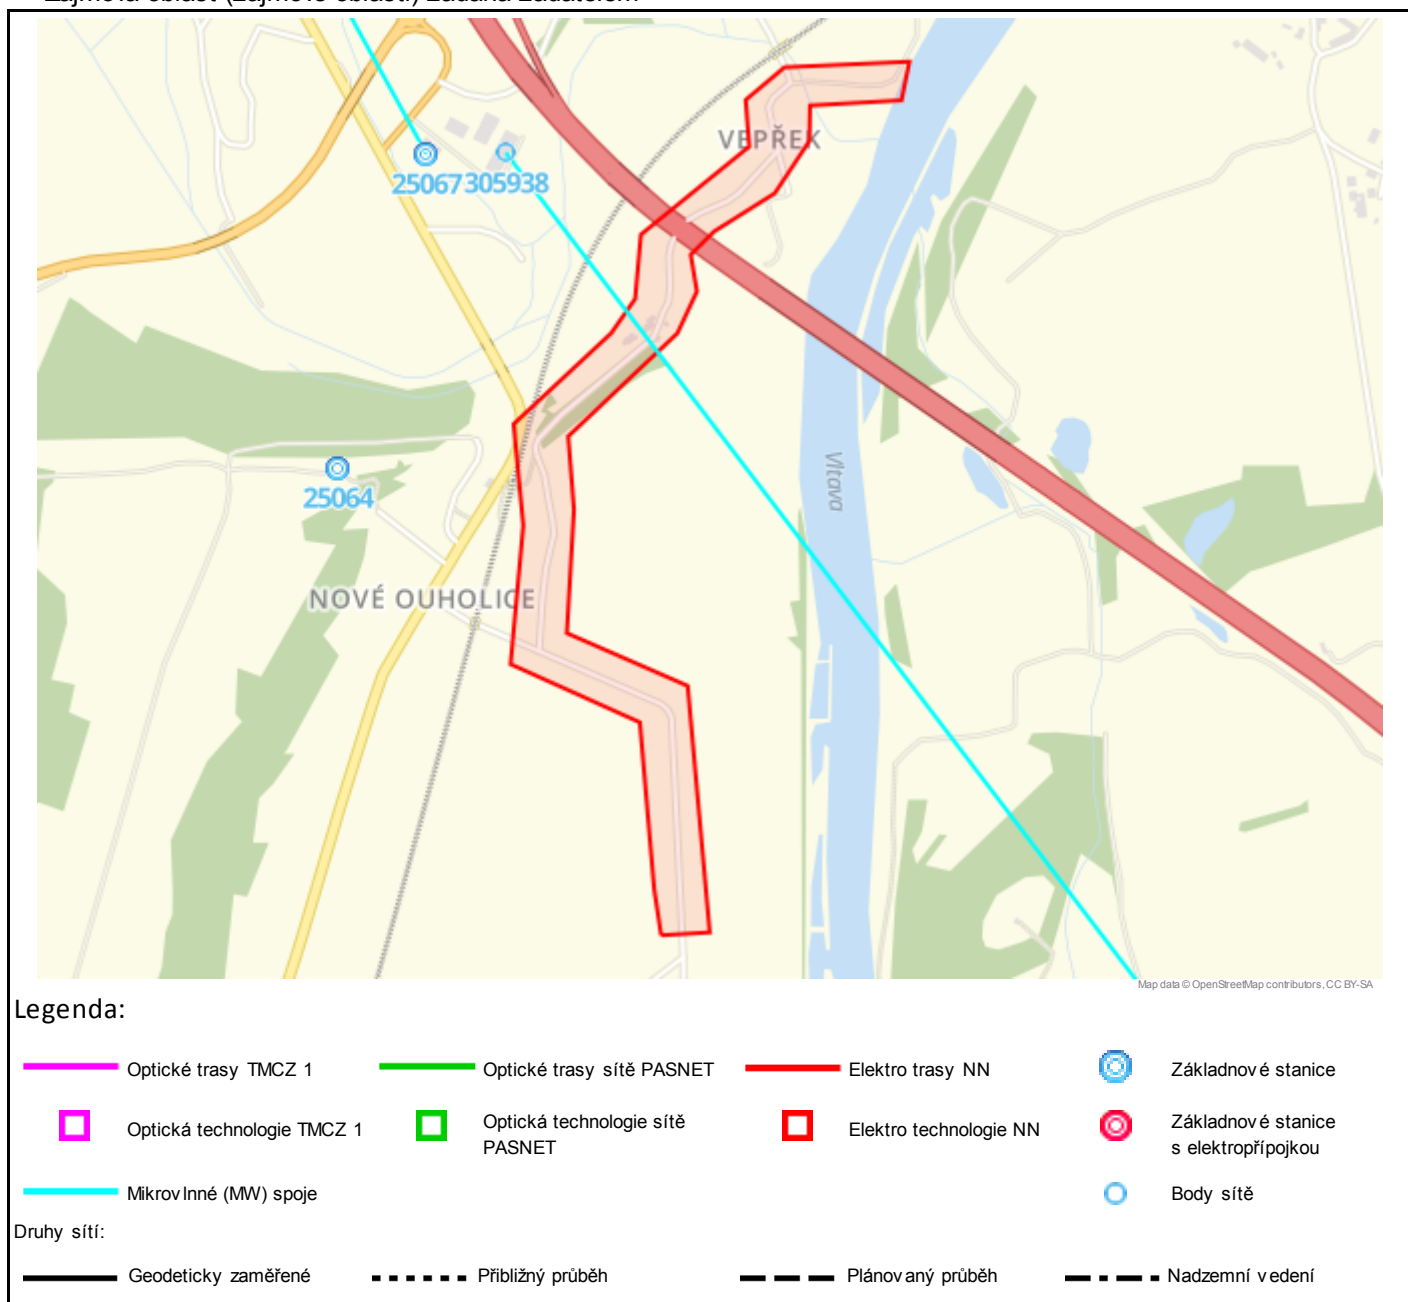 VEPŘEK
25067
305938
25064
Vltava
NOVÉ OUHOLICE
Map data © OpenStreetMap contributors, CC BY-SA
Legenda:
Optické trasy TMCZ 1
Optické trasy sítě PASNET
Elektro trasy NN
Základnové stanice
Optická technologie TMCZ 1
Optická technologie sítě
PASNET
Elektro technologie NN
Základnové stanice
s elektropřípojkou
Mikrovlnné (MW) spoje
Body sítě
Druhy sítí:
Geodeticky zaměřené
Přibližný průběh
Plánovaný průběh
Nadzemní vedení